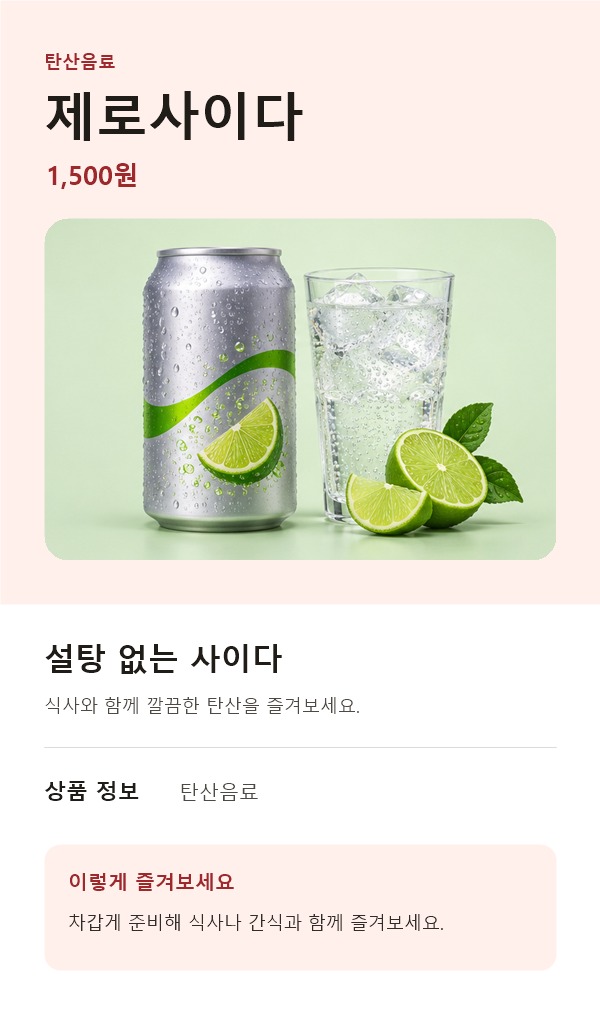 탄산음료
제로사이다
1,500원
설탕 없는 사이다
식사와 함께 깔끔한 탄산을 즐겨보세요.
상품 정보 탄산음료
이렇게 즐겨보세요
차갑게 준비해 식사나 간식과 함께 즐겨보세요.